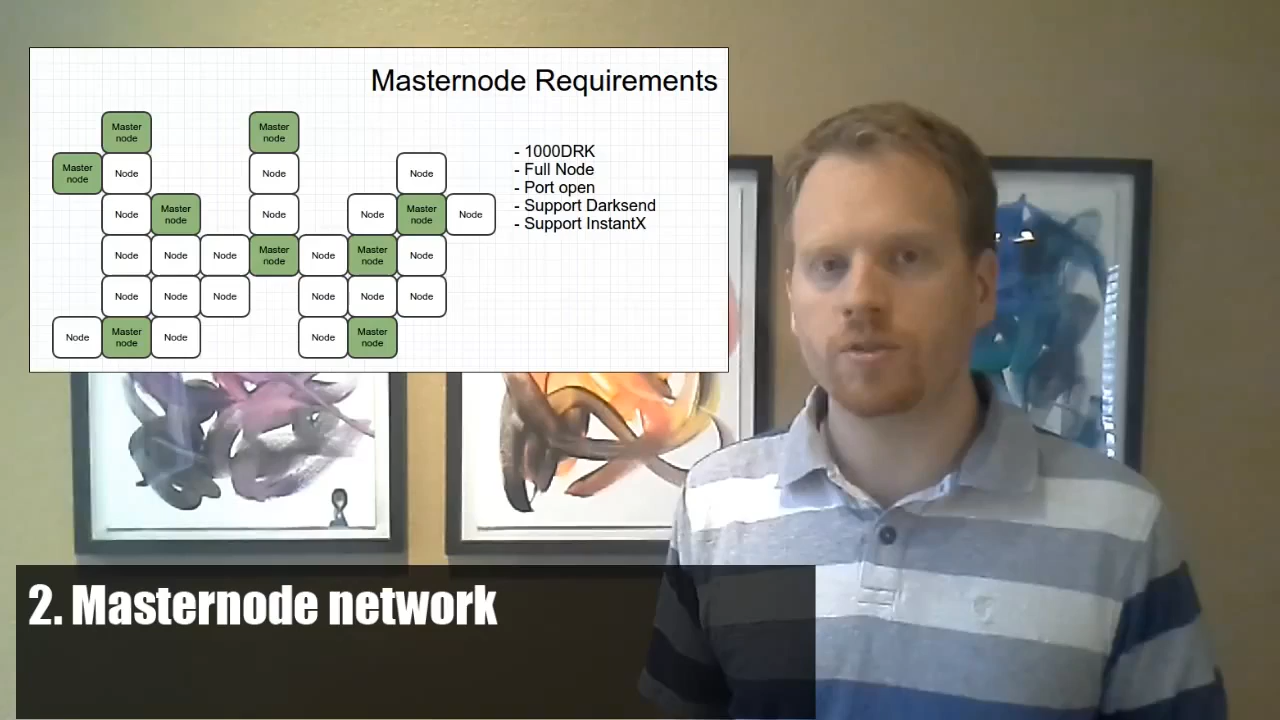 Masternode Requirements
Master
node
Master
node
Master
node
Node
Node
Node
Node
Master
node
Node
Node
Master
node
Node
Node
Node
Node
Master
node
Node
Master
node
Node
Node
Node
Node
Node
Node
Node
Node
Master
node
Node
Node
Master
node
- 1000DRK
- Full Node
- Port open
- Support Darksend
- Support InstantX
2. Masternode network